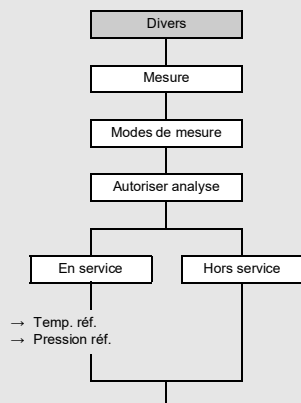 Divers
Mesure
Modes de mesure
Autoriser analyse
En service
Hors service
→ Temp. réf.
→ Pression réf.